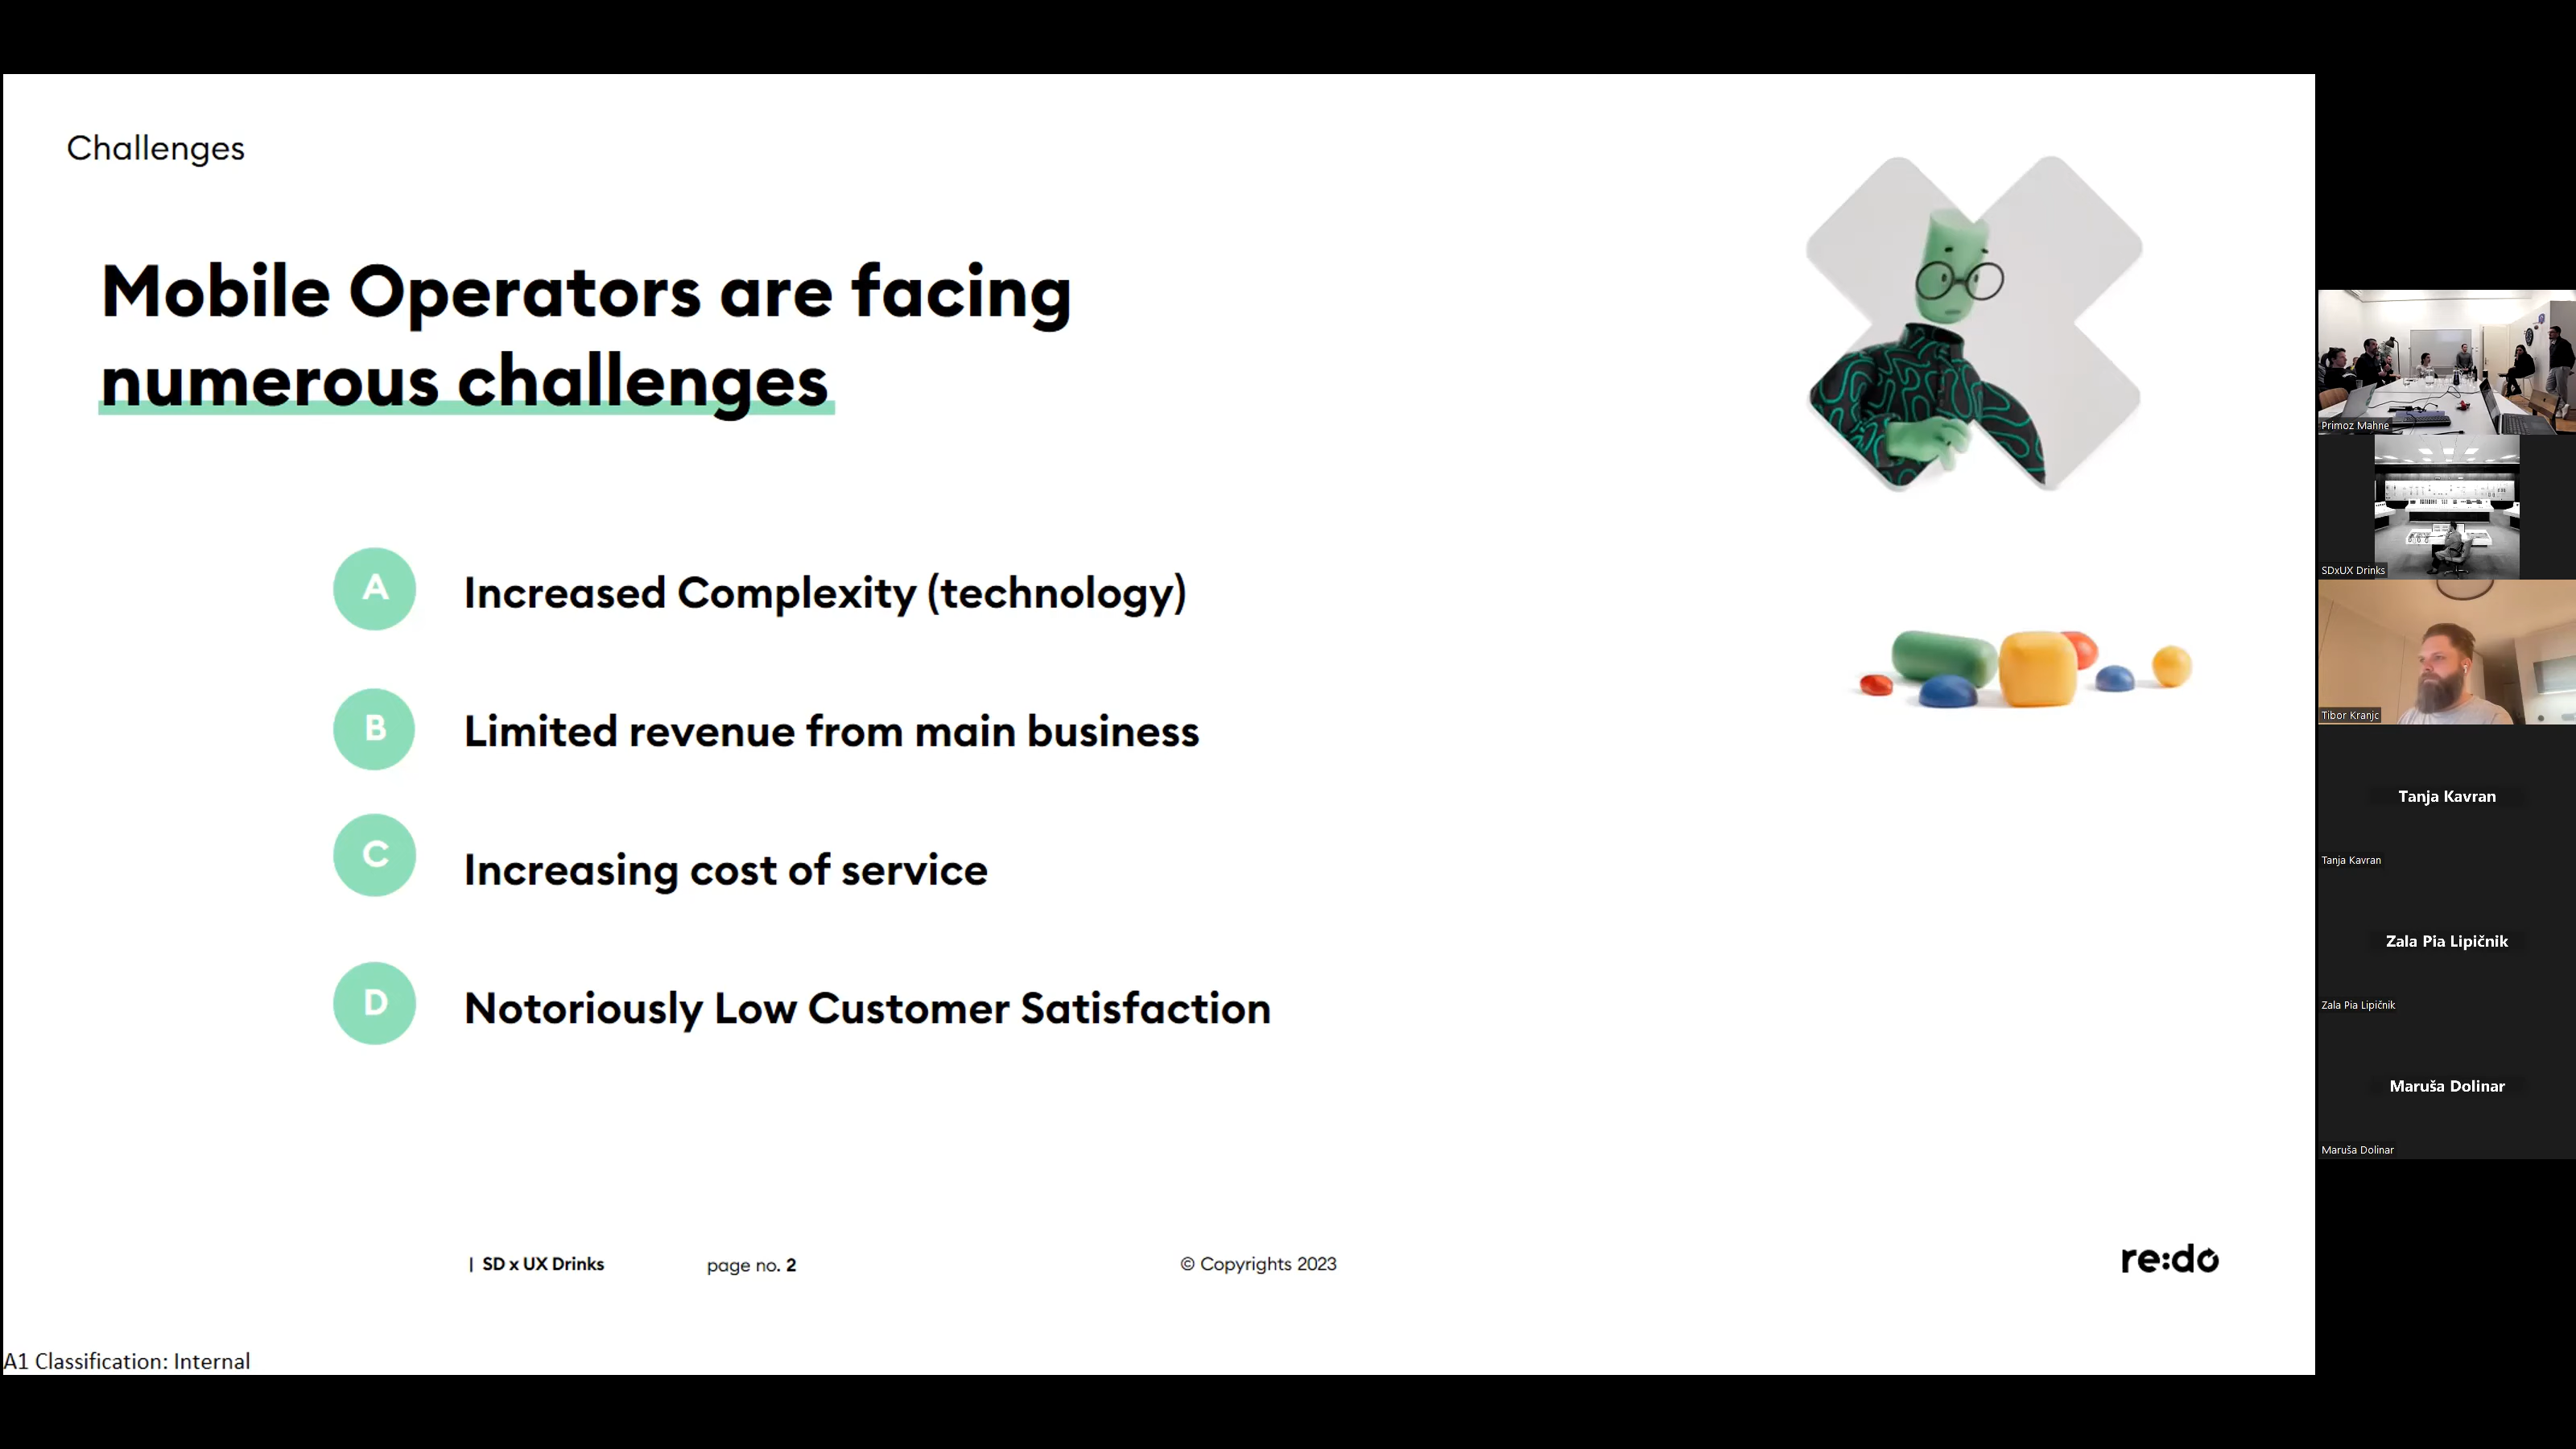 Challenges
Mobile Operators are facing
numerous challenges
A
Increased Complexity (technology)
B
Limited revenue from main business
C
Increasing cost of service
D
Notoriously Low Customer Satisfaction
| SD x UX Drinks
page no. 2
© Copyrights 2023
re:do
A1 Classification: Internal
Primoz Mahne
SDxUX Drinks
Tibor Kranjc
Tanja Kavran
Tanja Kavran
Zala Pia Lipičnik
Zala Pia Lipičnik
Maruša Dolinar
Maruša Dolinar